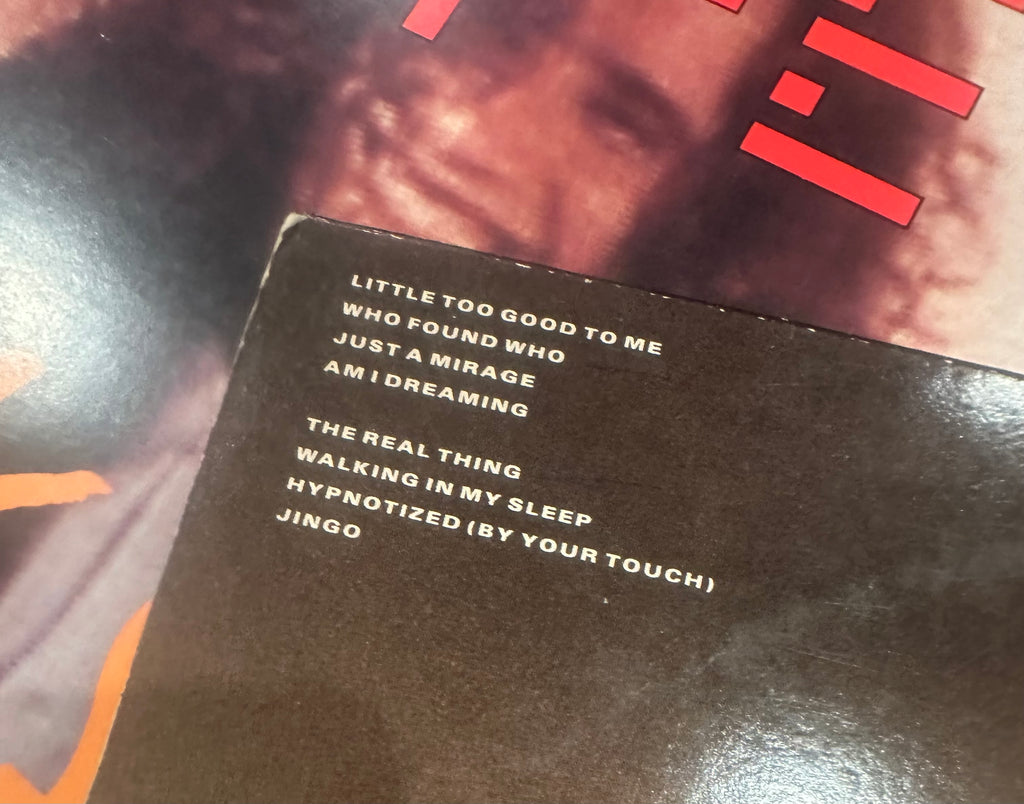 LITTLE TOO GOOD TO ME
WHO FOUND WHO
JUST A MIRAGE
AM I DREAMING
THE REAL THING
WALKING IN MY SLEEP
HYPNOTIZED (BY YOUR TOUCH)
JINGO